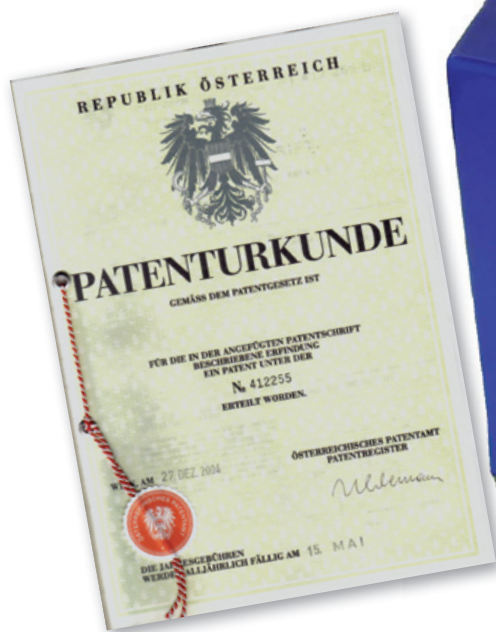 REPUBLIK ÖSTERREICH
PATENTURKUNDE
GEMÄSS DEM PATENTGESETZ IST
FÜR DIE IN DER ANGEFÜGTEN PATENTSCHRIFT
BESCHRIEBENE ERFINDUNG
EIN PATENT UNTER DER
No 412255
ERTEILT WORDEN.
AM 27. DEZ. 2004
ÖSTERREICHISCHES PATENTAMT
PATENTREGISTER
DIE JAHRESGEBÜHREN
WERDEN ALLJÄHRLICH FÄLLIG AM 15. MAI